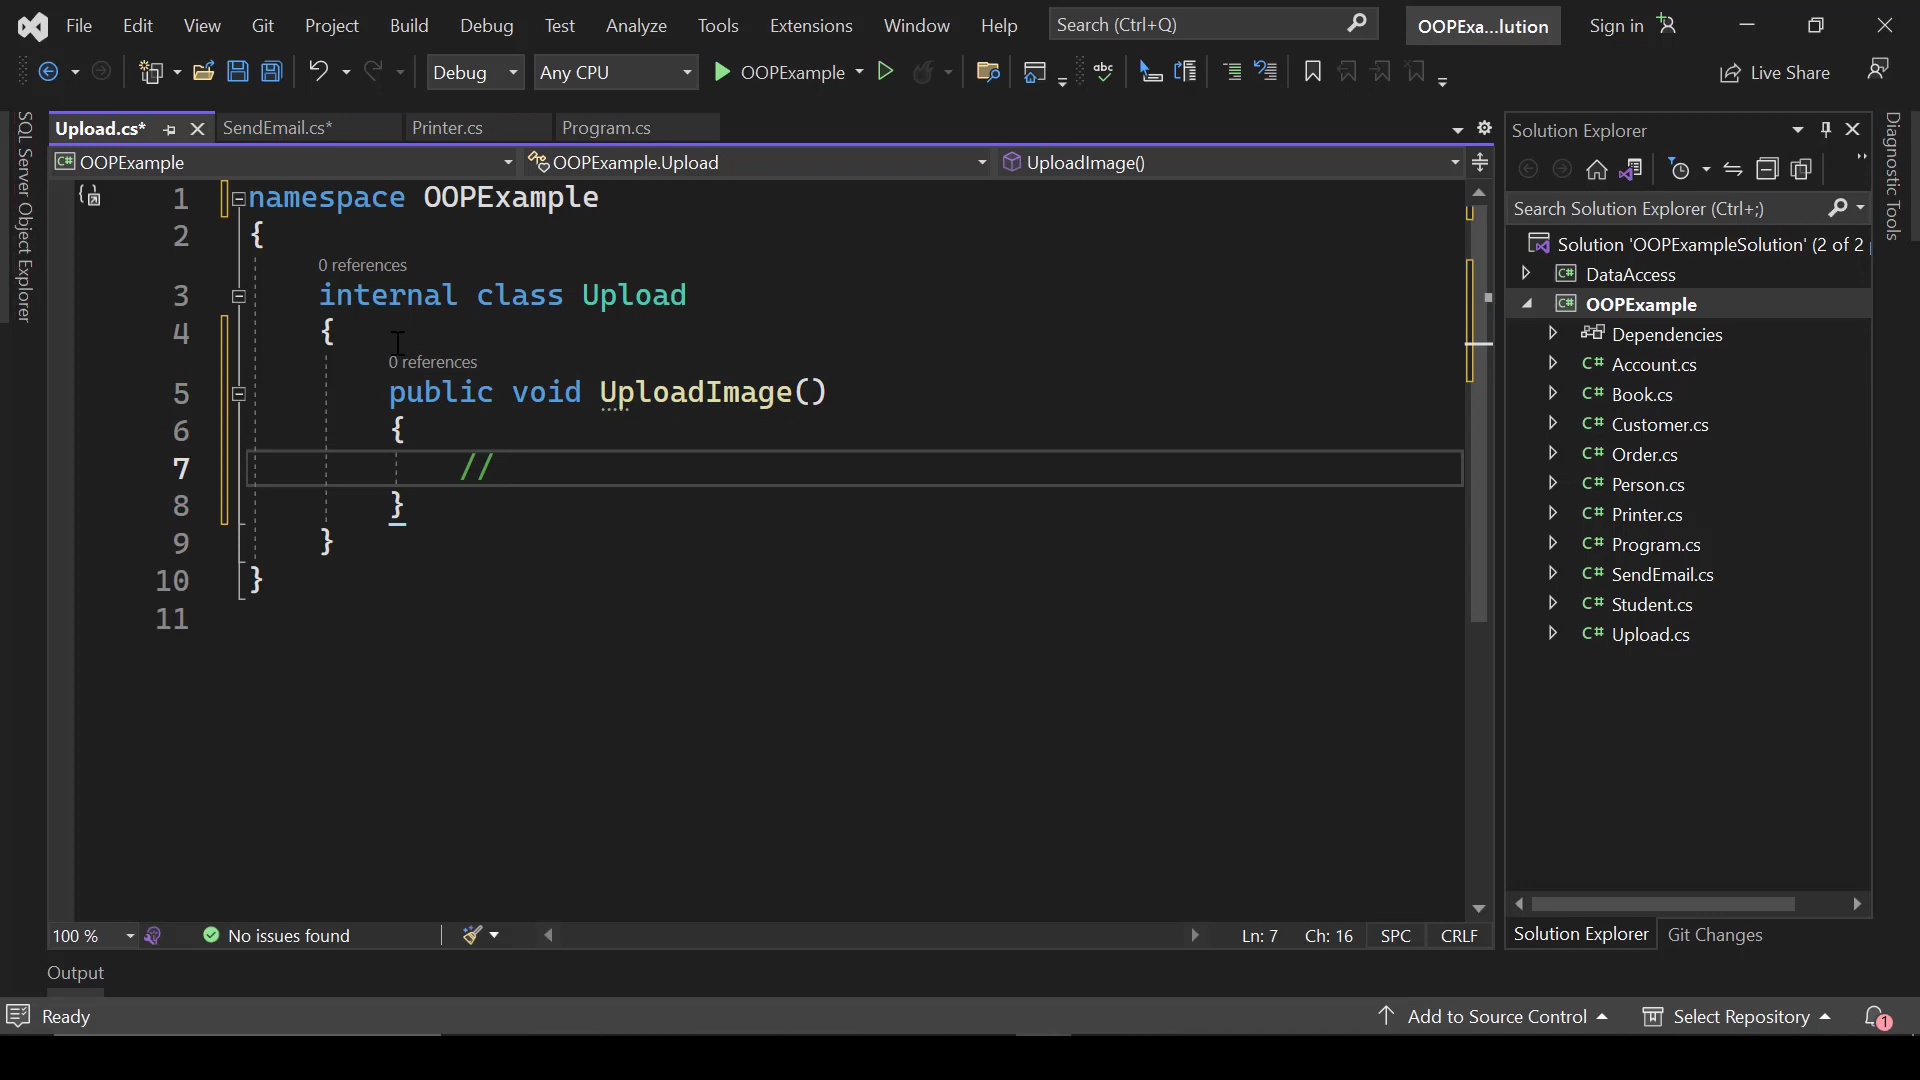 File Edit View Git Project Build Debug Test Analyze Tools Extensions Window Help Search (Ctrl+Q) OOPExa...lution Sign in
Debug Any CPU OOPExample abc Live Share
SQL Server Object Explorer
Upload.cs* SendEmail.cs* Printer.cs Program.cs
OOPExample OOPExample.Upload UploadImage()
1 namespace OOPExample
2 {
0 references
3 internal class Upload
4 {
0 references
5 public void UploadImage()
6 {
7 //
8 }
9 }
10 }
11
100 % No issues found Ln: 7 Ch: 16 SPC CRLF
Output
Solution Explorer
Search Solution Explorer (Ctrl+;)
Solution 'OOPExampleSolution' (2 of 2 p
C# DataAccess
C# OOPExample
Dependencies
C# Account.cs
C# Book.cs
C# Customer.cs
C# Order.cs
C# Person.cs
C# Printer.cs
C# Program.cs
C# SendEmail.cs
C# Student.cs
C# Upload.cs
Solution Explorer Git Changes
Diagnostic Tools
Ready Add to Source Control Select Repository 1